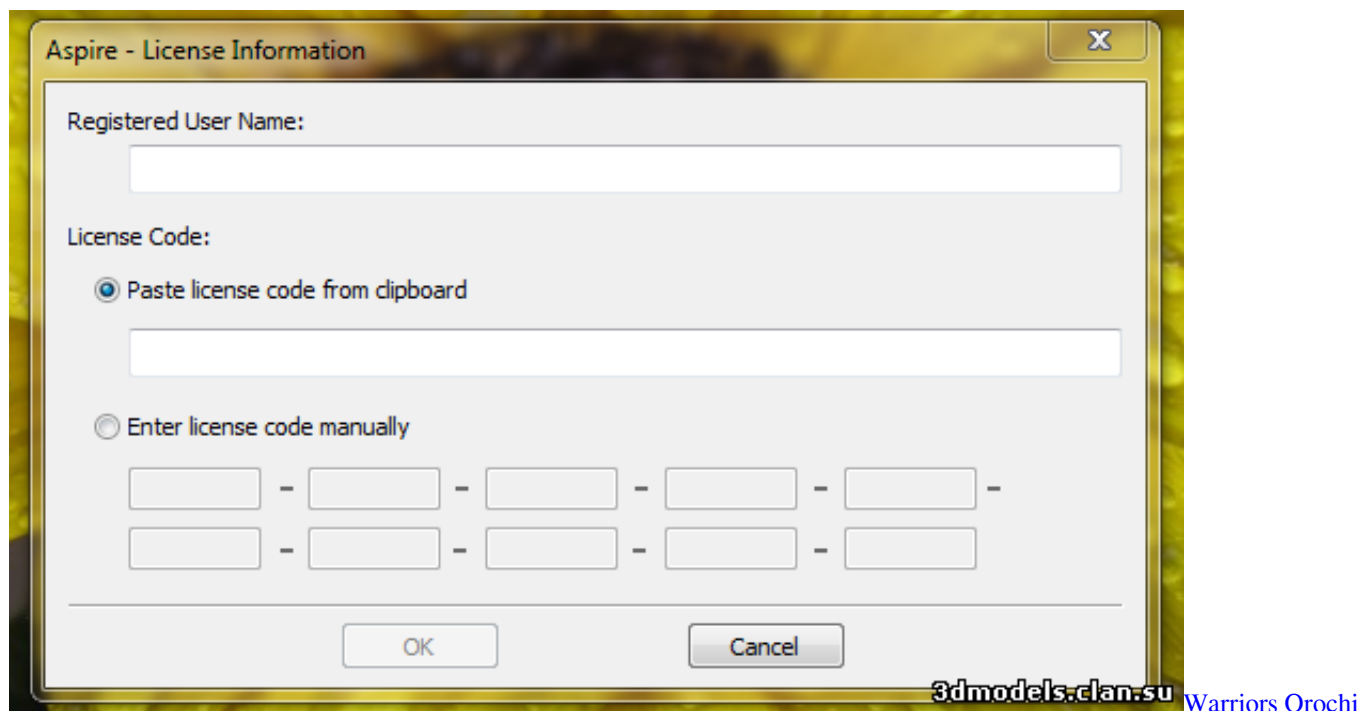 Aspire - License Information
Registered User Name:
License Code:
Paste license code from clipboard
Enter license code manually
- - - - -
- - - -
OK
Cancel
3dmodels.clan.su
Warriors Orochi